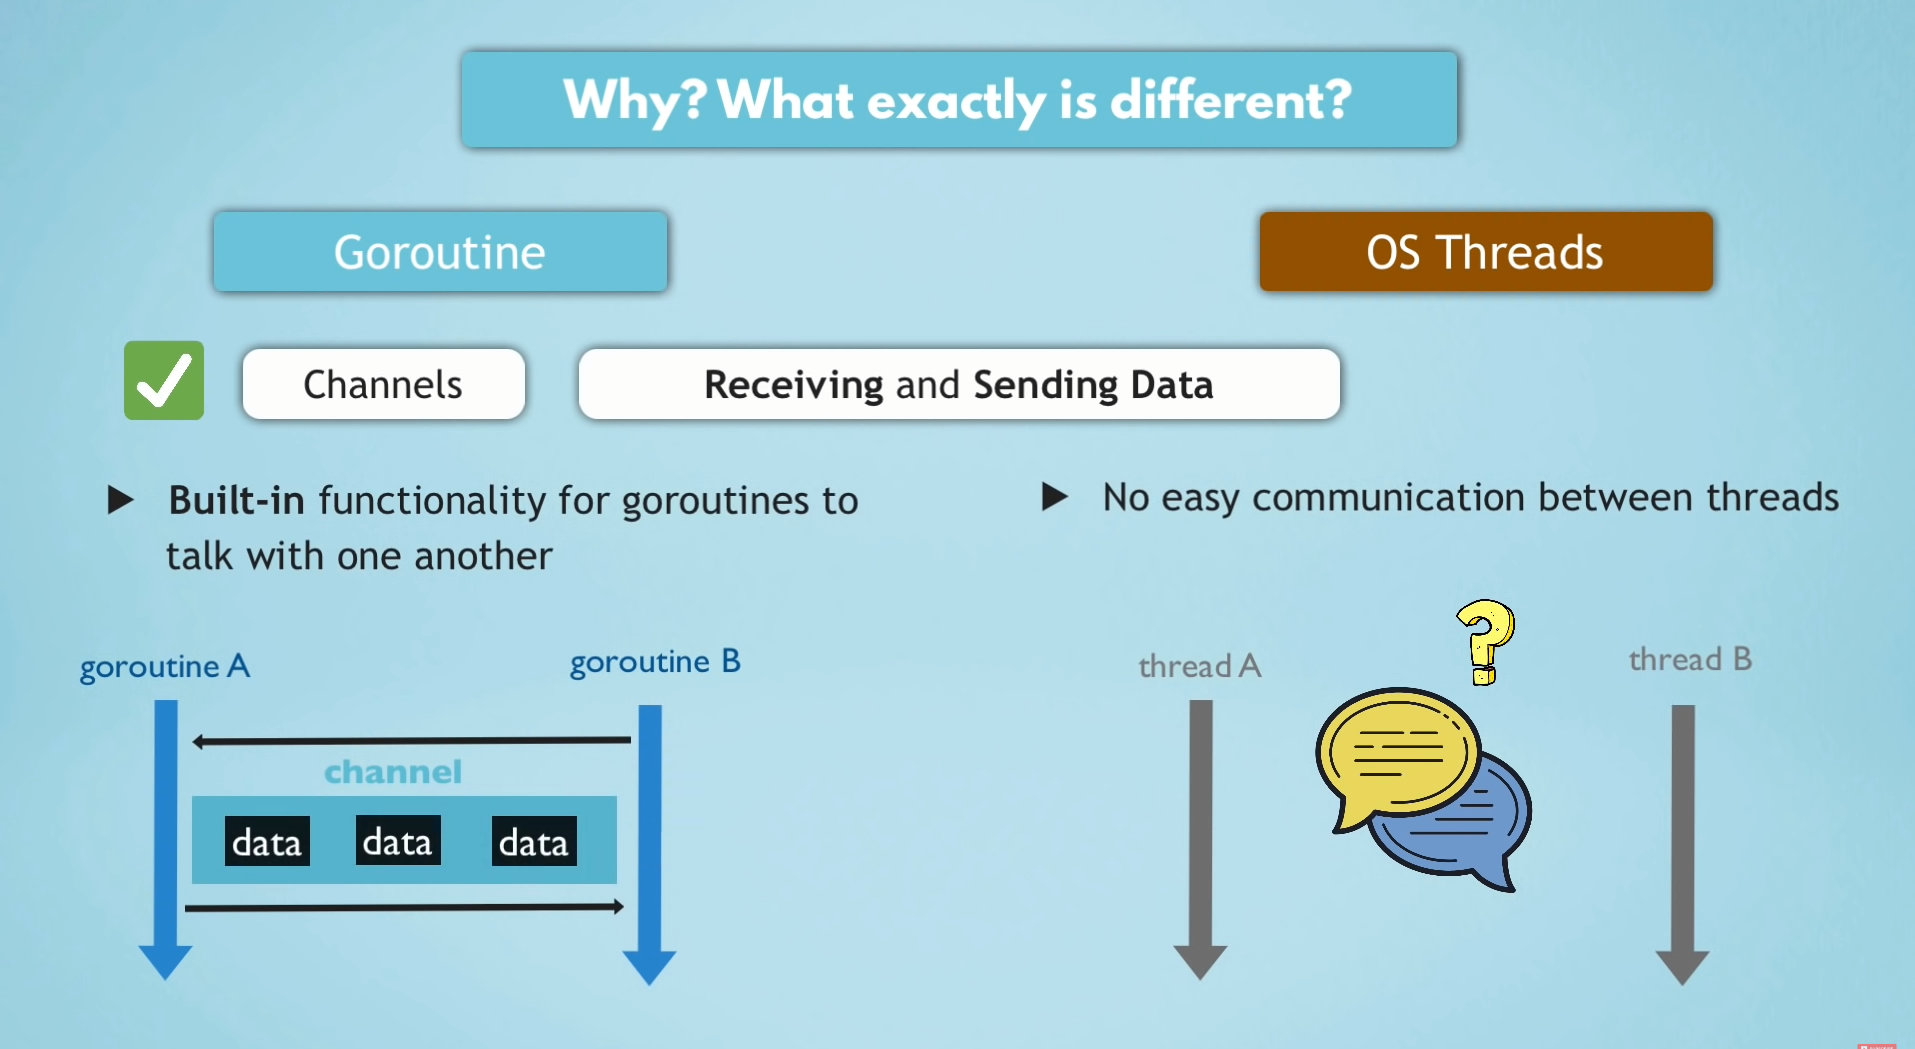 Why? What exactly is different?
Goroutine
OS Threads
Channels
Receiving and Sending Data
Built-in functionality for goroutines to
talk with one another
No easy communication between threads
goroutine A
goroutine B
channel
data
data
data
thread A
thread B
?